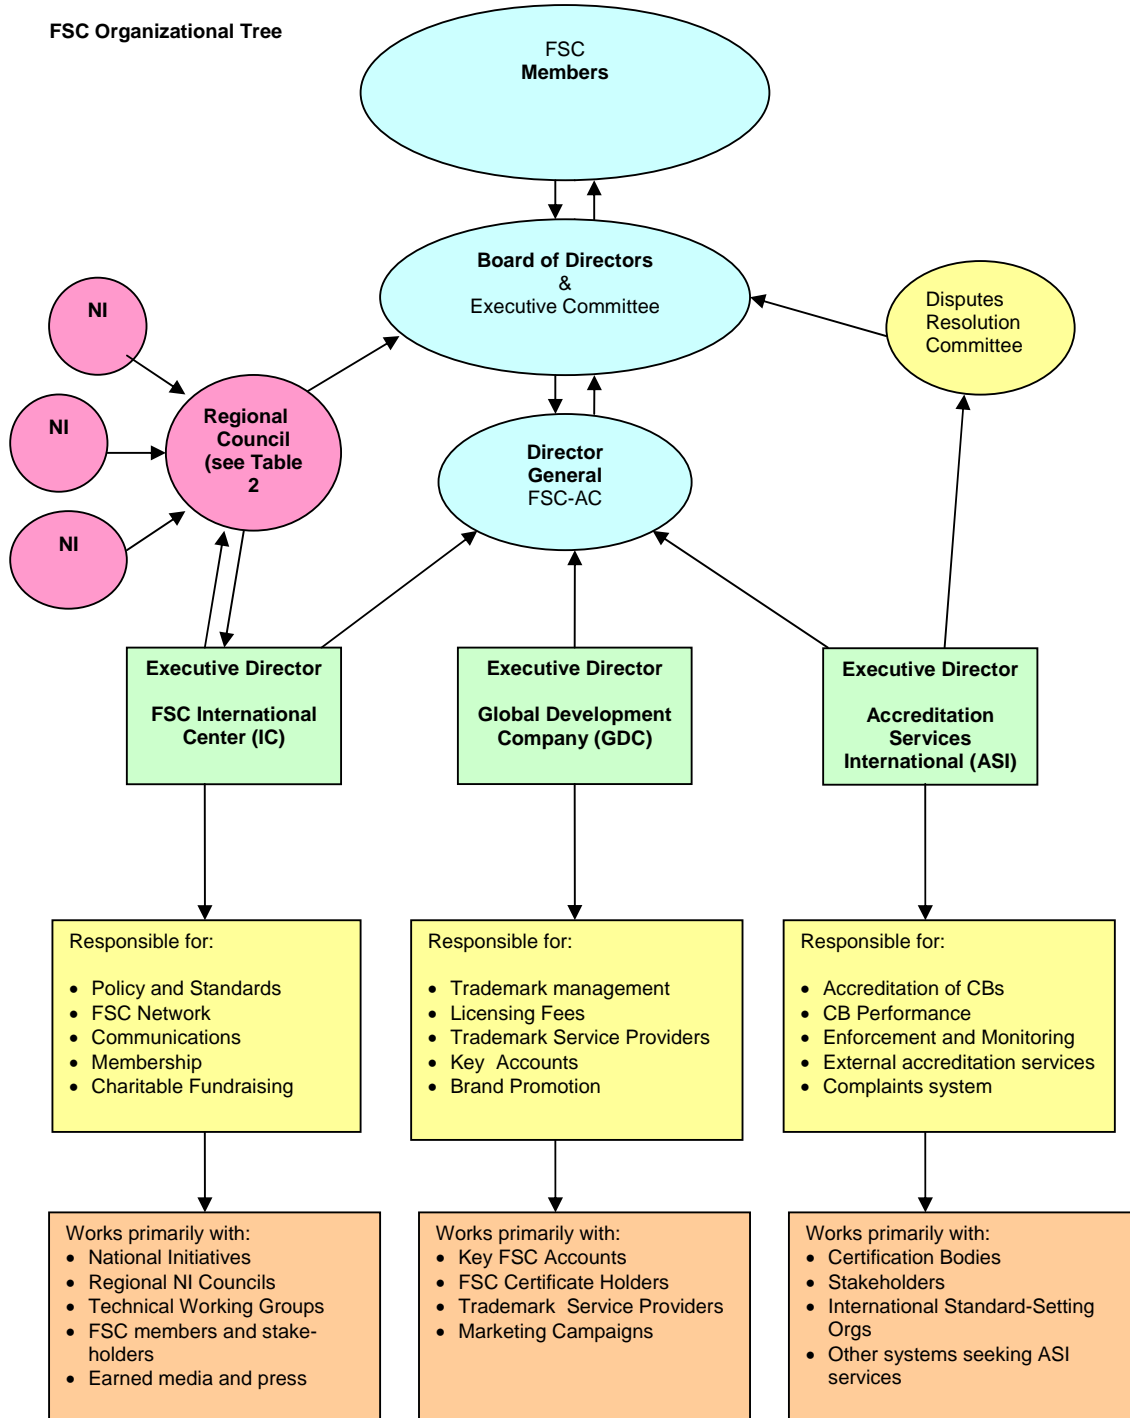 FSC Organizational Tree
FSC
Members
Board of Directors
&
Executive Committee
Disputes
Resolution
Committee
NI
NI
NI
Regional
Council
(see Table
2
Director
General
FSC-AC
Executive Director
FSC International
Center (IC)
Executive Director
Global Development
Company (GDC)
Executive Director
Accreditation
Services
International (ASI)
Responsible for:
• Policy and Standards
• FSC Network
• Communications
• Membership
• Charitable Fundraising
Responsible for:
• Trademark management
• Licensing Fees
• Trademark Service Providers
• Key Accounts
• Brand Promotion
Responsible for:
• Accreditation of CBs
• CB Performance
• Enforcement and Monitoring
• External accreditation services
• Complaints system
Works primarily with:
• National Initiatives
• Regional NI Councils
• Technical Working Groups
• FSC members and stake-
holders
• Earned media and press
Works primarily with:
• Key FSC Accounts
• FSC Certificate Holders
• Trademark Service Providers
• Marketing Campaigns
Works primarily with:
• Certification Bodies
• Stakeholders
• International Standard-Setting
Orgs
• Other systems seeking ASI
services